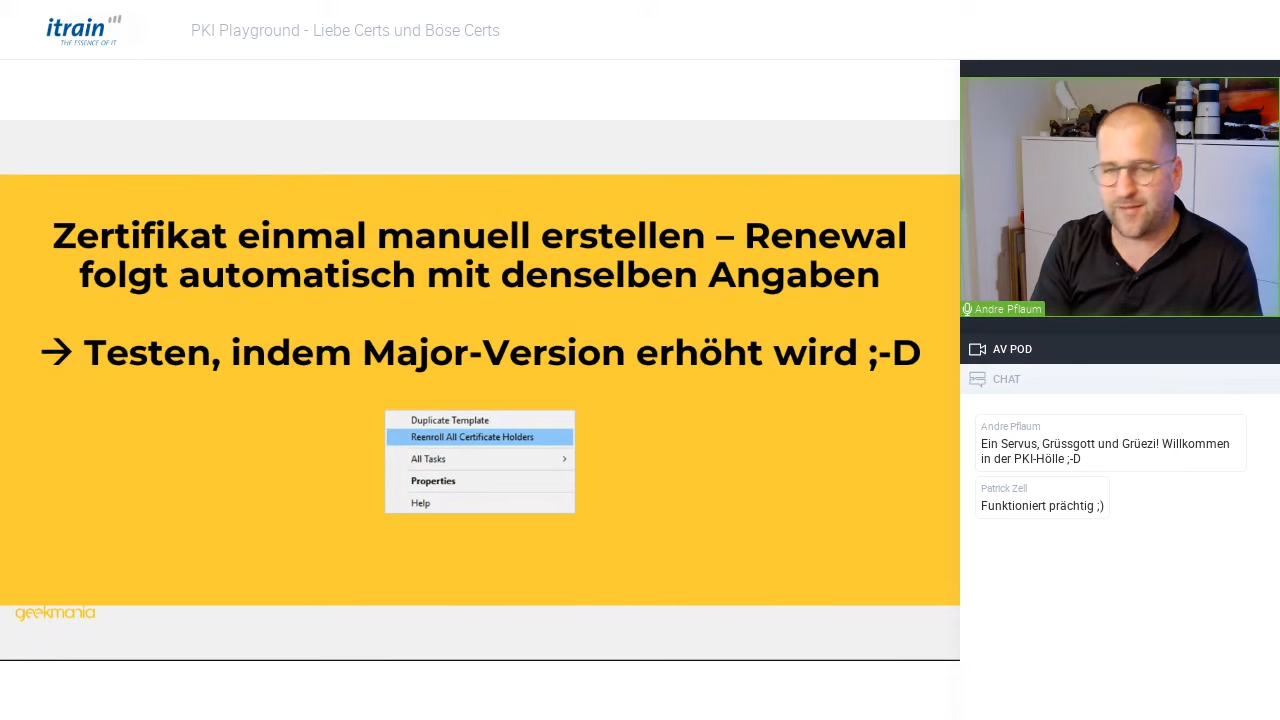 itrain
THE ESSENCE OF IT
PKI Playground - Liebe Certs und Böse Certs
Zertifikat einmal manuell erstellen – Renewal
folgt automatisch mit denselben Angaben
→ Testen, indem Major-Version erhöht wird ;-D
Duplicate Template
Reenroll All Certificate Holders
All Tasks
Properties
Help
geekmania
Andre Pflaum
AV POD
CHAT
Andre Pflaum
Ein Servus, Grüssgott und Grüezi! Willkommen
in der PKI-Hölle ;-D
Patrick Zell
Funktioniert prächtig ;)